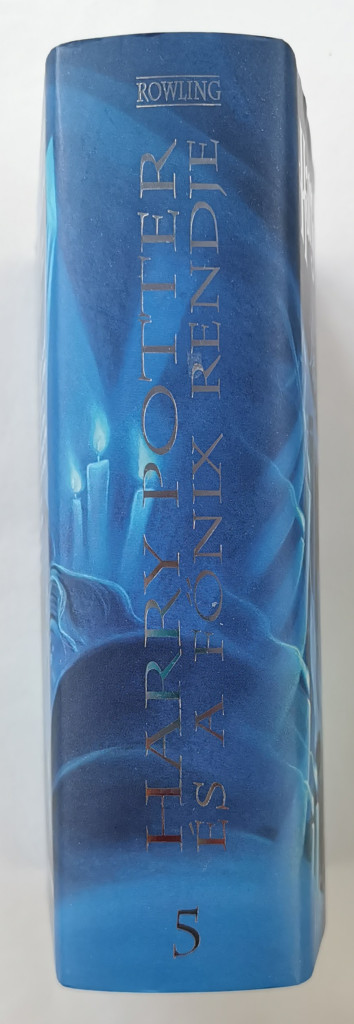 ROWLING
HARRY POTTER
ÉS A FŐNIX RENDJE
5